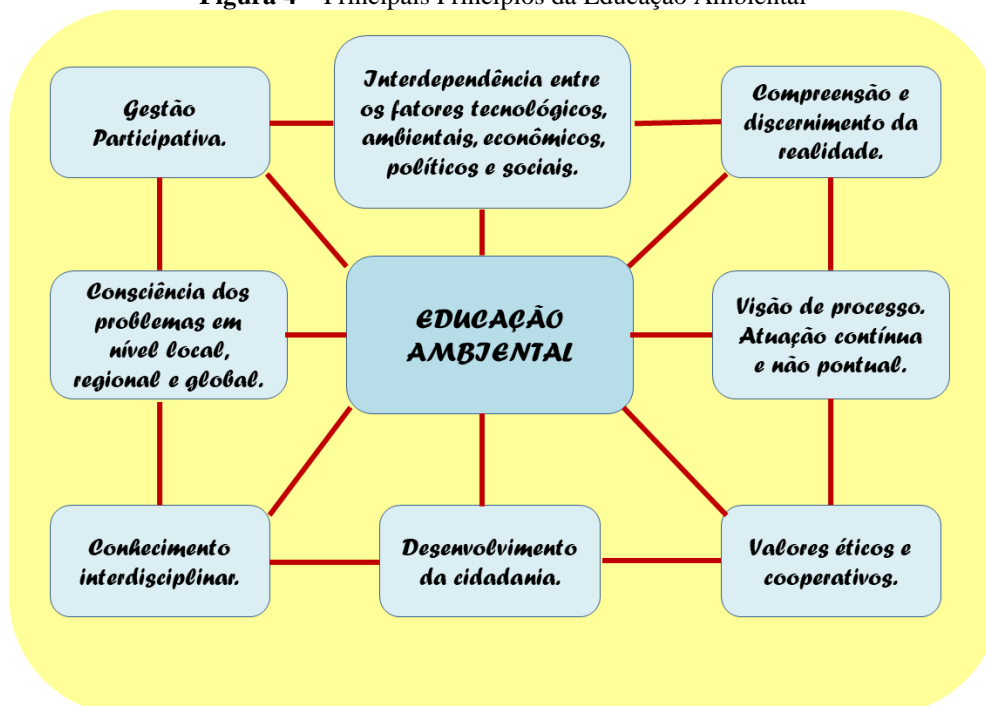 Figura 4 – Principais Princípios da Educação Ambiental
Gestão
Participativa.
Interdependência entre
os fatores tecnológicos,
ambientais, econômicos,
políticos e sociais.
Compreensão e
discernimento da
realidade.
Consciência dos
problemas em
nível local,
regional e global.
EDUCAÇÃO
AMBIENTAL
Visão de processo.
Atuação contínua
e não pontual.
Conhecimento
interdisciplinar.
Desenvolvimento
da cidadania.
Valores éticos e
cooperativos.